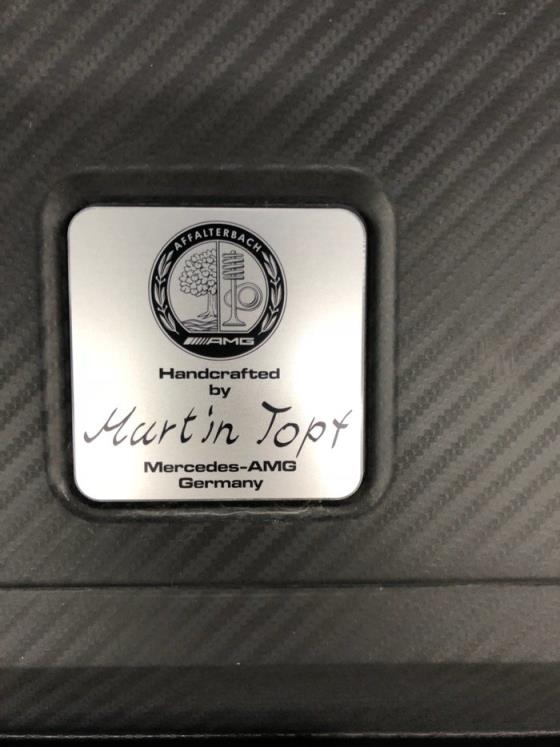 AFFALTERBACH
AMG
Handcrafted
by
Martin Topf
Mercedes-AMG
Germany